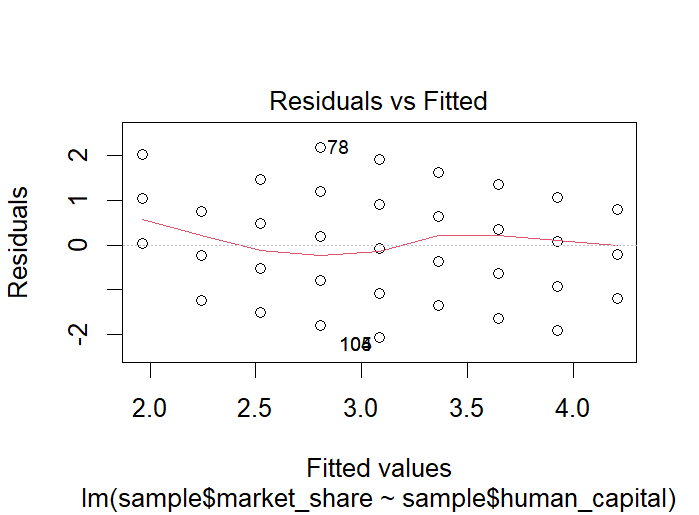 Residuals vs Fitted
Residuals
2
1
0
-2
78
2.0 2.5 3.0 3.5 4.0
Fitted values
lm(sample$market_share ~ sample$human_capital)